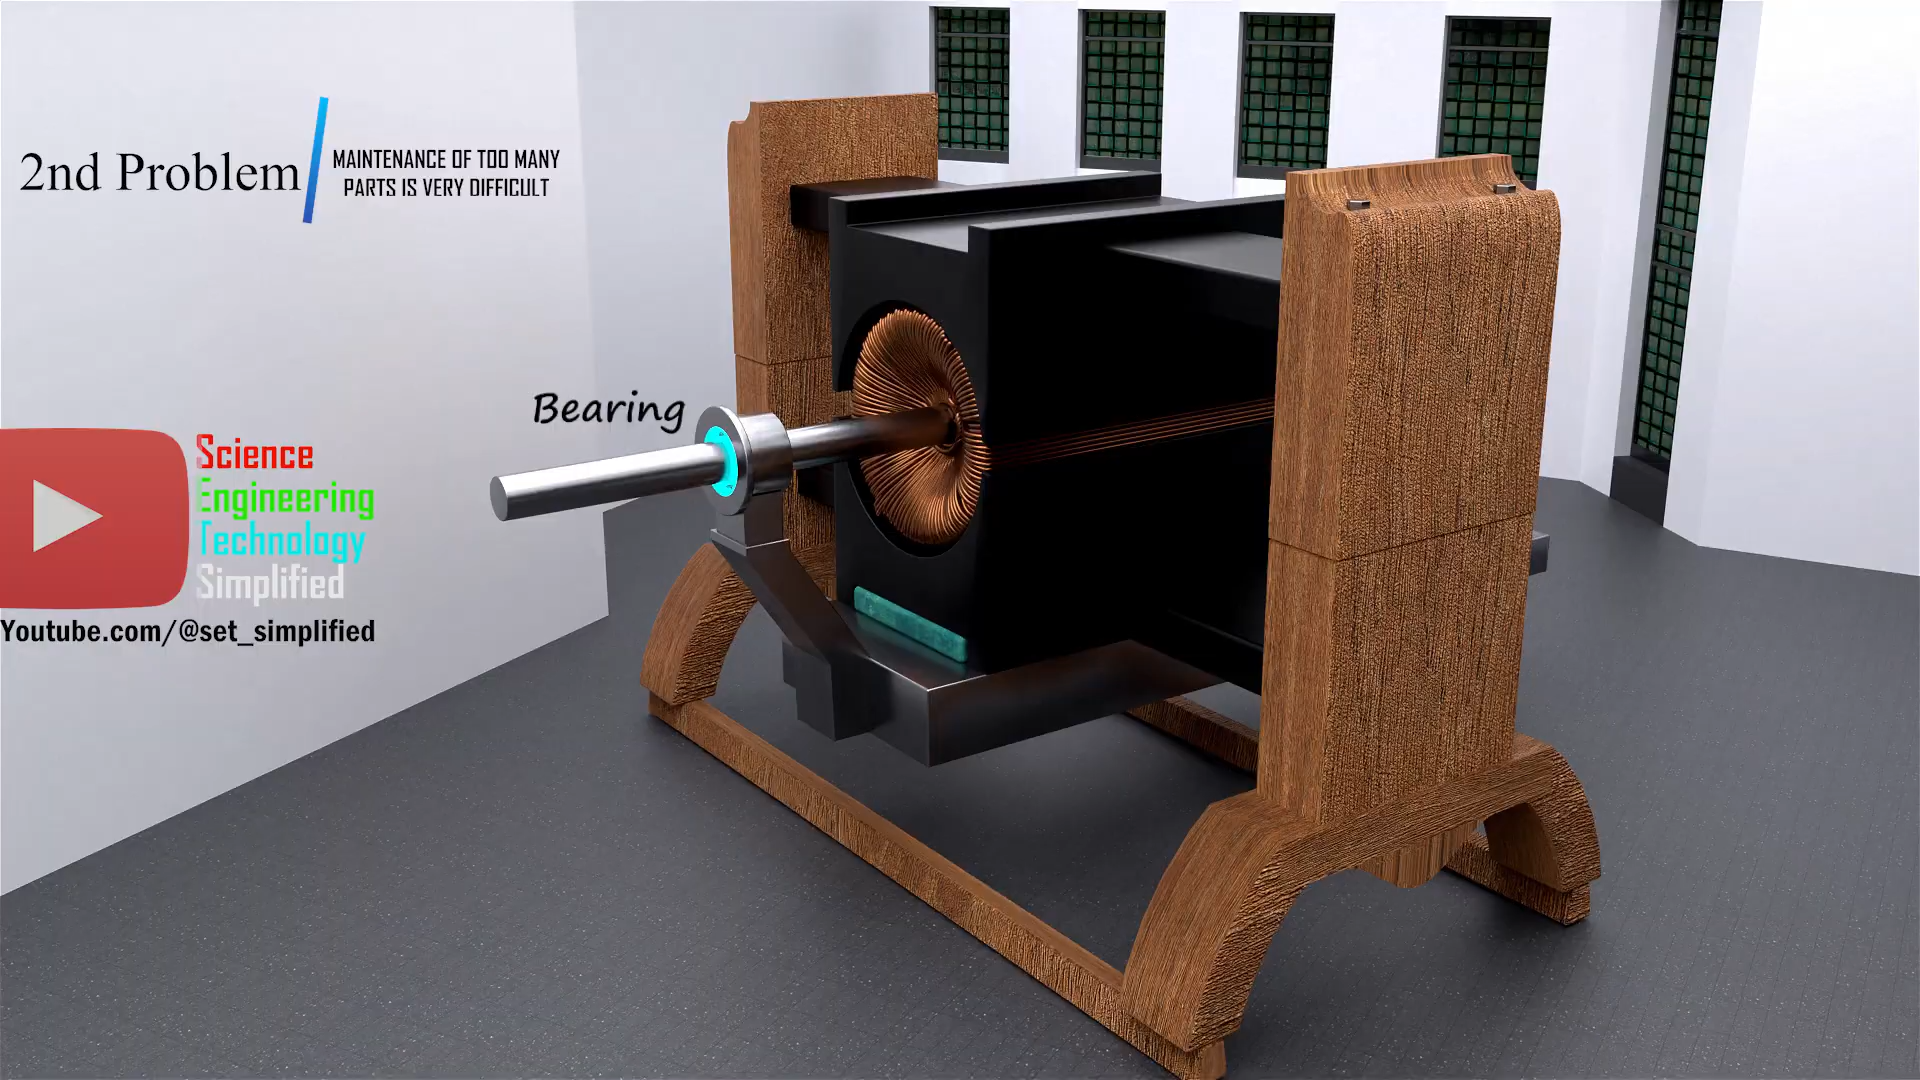 2nd Problem
MAINTENANCE OF TOO MANY
PARTS IS VERY DIFFICULT
Bearing
Science
Engineering
Technology
Simplified
Youtube.com/@set_simplified